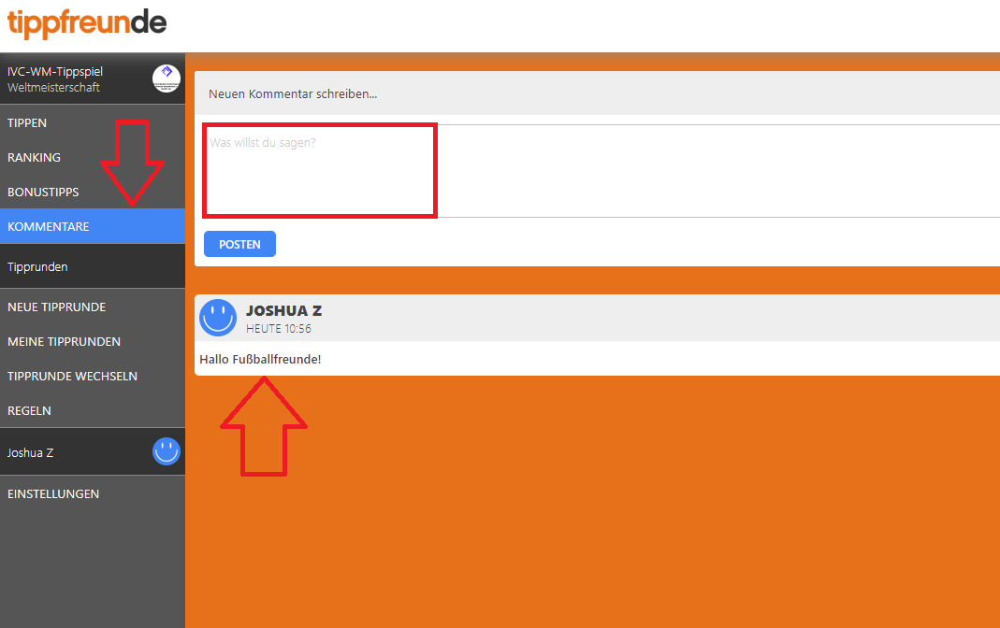 tippfreunde
IVC-WM-Tippspiel
Weltmeisterschaft
TIPPEN
RANKING
BONUSTIPPS
KOMMENTARE
Tipprunden
NEUE TIPPRUNDE
MEINE TIPPRUNDEN
TIPPRUNDE WECHSELN
REGELN
Joshua Z
EINSTELLUNGEN
Neuen Kommentar schreiben...
Was willst du sagen?
POSTEN
JOSHUA Z
HEUTE 10:56
Hallo Fußballfreunde!